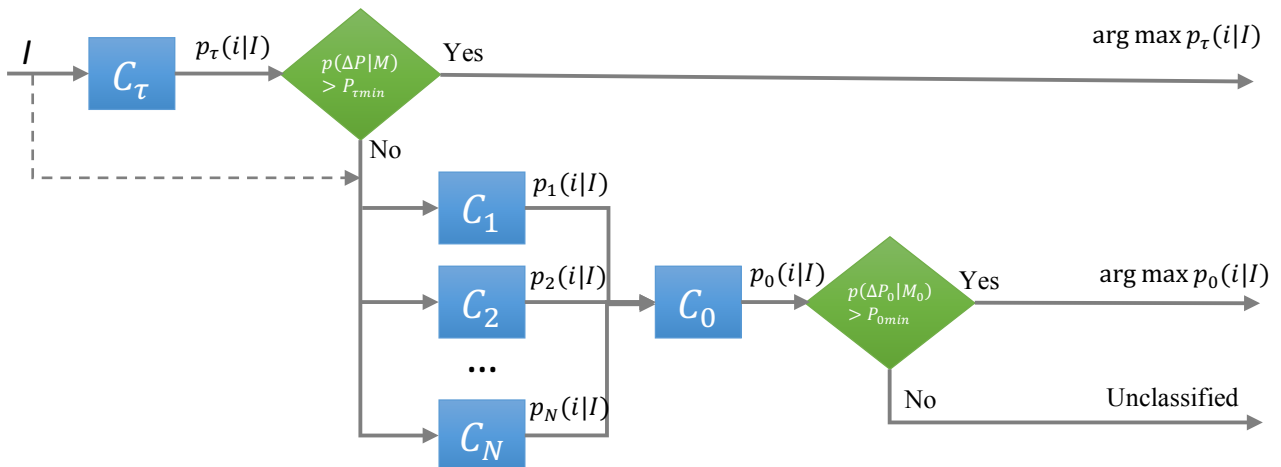 I
C_τ
p_τ(i|I)
p(ΔP|M)
> P_τmin
Yes
arg max p_τ(i|I)
No
C_1
p_1(i|I)
C_2
p_2(i|I)
...
C_N
p_N(i|I)
C_0
p_0(i|I)
p(ΔP_0|M_0)
> P_0min
Yes
arg max p_0(i|I)
No
Unclassified